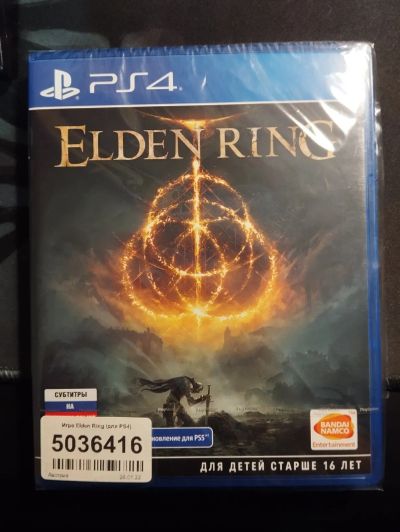 PS4
ELDEN RING
СУБТИТРЫ
НА
Игра Elden Ring (для PS4)
5036416
новление для PS5
BANDAI
NAMCO
Entertainment
ДЛЯ ДЕТЕЙ СТАРШЕ 16 ЛЕТ